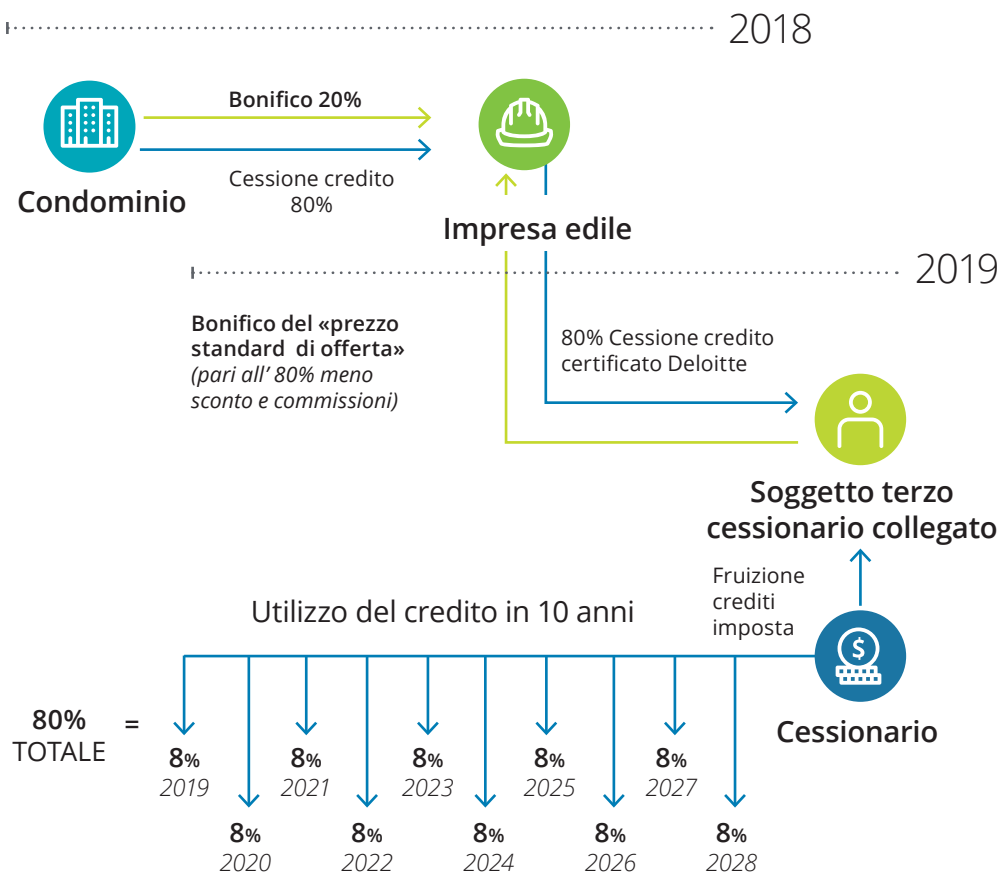 2018
Bonifico 20%
Cessione credito
80%
Condominio
Impresa edile
2019
Bonifico del «prezzo
standard di offerta»
(pari all' 80% meno
sconto e commissioni)
80% Cessione credito
certificato Deloitte
Soggetto terzo
cessionario collegato
Fruizione
crediti
imposta
$
Cessionario
Utilizzo del credito in 10 anni
80%
TOTALE
=
8%
2019
8%
2020
8%
2021
8%
2022
8%
2023
8%
2024
8%
2025
8%
2026
8%
2027
8%
2028